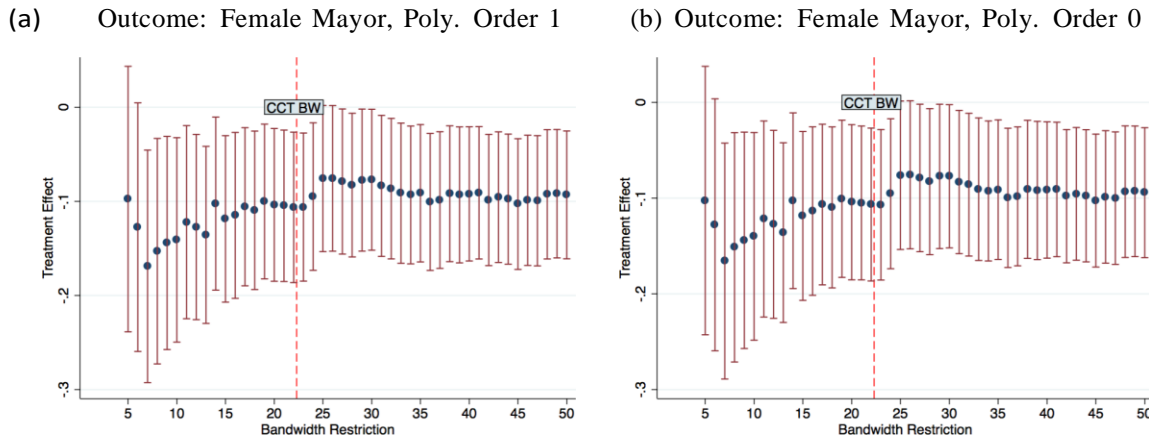 (a) Outcome: Female Mayor, Poly. Order 1
CCT BW
0
-.1
-.2
-.3
Treatment Effect
5 10 15 20 25 30 35 40 45 50
Bandwidth Restriction
(b) Outcome: Female Mayor, Poly. Order 0
CCT BW
0
-.1
-.2
-.3
Treatment Effect
5 10 15 20 25 30 35 40 45 50
Bandwidth Restriction